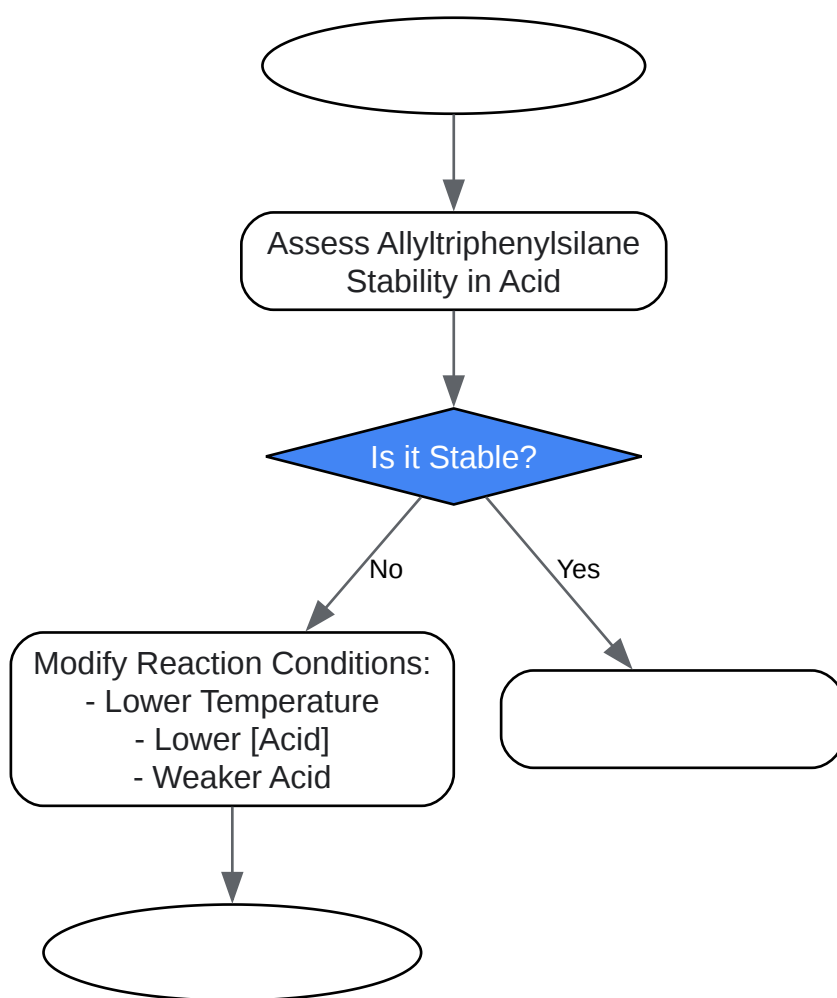 Assess Allyltriphenylsilane
Stability in Acid
Is it Stable?
No
Yes
Modify Reaction Conditions:
- Lower Temperature
- Lower [Acid]
- Weaker Acid